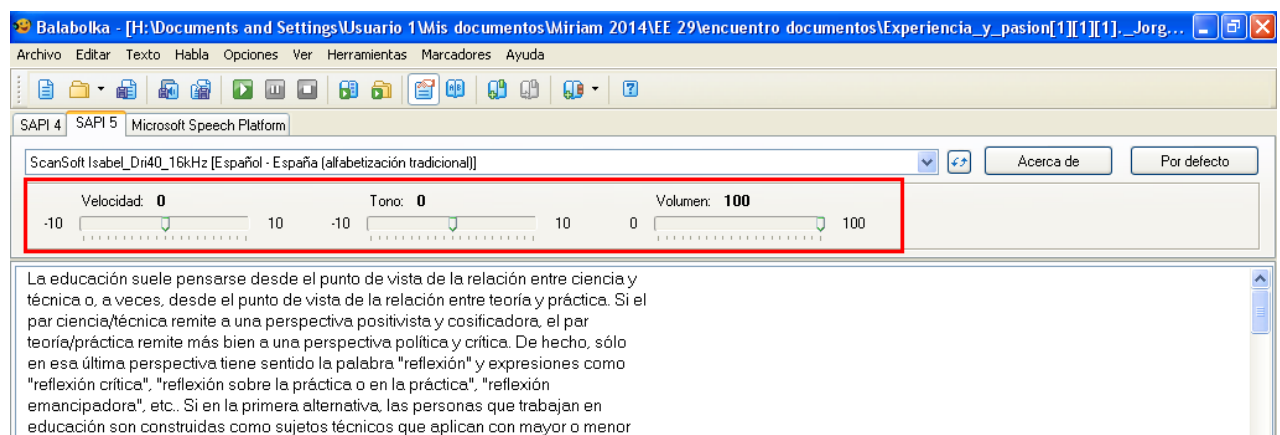 Balabolka - [H:\Documents and Settings\Usuario 1\Mis documentos\Miriam 2014\EE 29\encuentro documentos\Experiencia_y_pasion[1][1][1]._Jorg...
Archivo Editar Texto Habla Opciones Ver Herramientas Marcadores Ayuda
SAPI 4 SAPI 5 Microsoft Speech Platform
ScanSoft Isabel_Dri40_16kHz [Español - España (alfabetización tradicional)] Acerca de Por defecto
Velocidad: 0 Tono: 0 Volumen: 100
-10 10 -10 10 0 100
La educación suele pensarse desde el punto de vista de la relación entre ciencia y
técnica o, a veces, desde el punto de vista de la relación entre teoría y práctica. Si el
par ciencia/técnica remite a una perspectiva positivista y cosificadora, el par
teoría/práctica remite más bien a una perspectiva política y crítica. De hecho, sólo
en esa última perspectiva tiene sentido la palabra "reflexión" y expresiones como
"reflexión crítica", "reflexión sobre la práctica o en la práctica", "reflexión
emancipadora", etc.. Si en la primera alternativa, las personas que trabajan en
educación son construidas como sujetos técnicos que aplican con mayor o menor